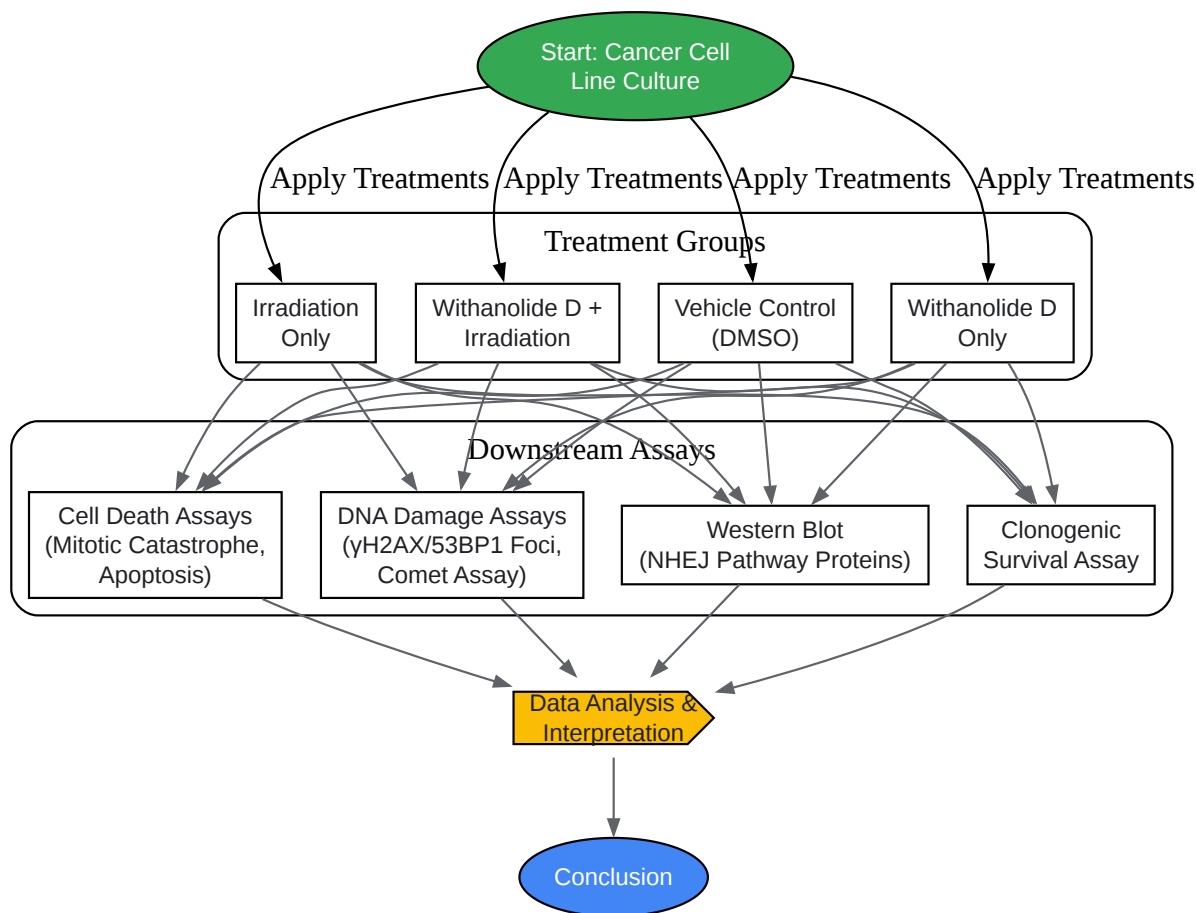 Start: Cancer Cell
Line Culture
Apply Treatments
Apply Treatments
Apply Treatments
Apply Treatments
Treatment Groups
Irradiation
Only
Withanolide D +
Irradiation
Vehicle Control
(DMSO)
Withanolide D
Only
Downstream Assays
Cell Death Assays
(Mitotic Catastrophe,
Apoptosis)
DNA Damage Assays
(γH2AX/53BP1 Foci,
Comet Assay)
Western Blot
(NHEJ Pathway Proteins)
Clonogenic
Survival Assay
Data Analysis &
Interpretation
Conclusion